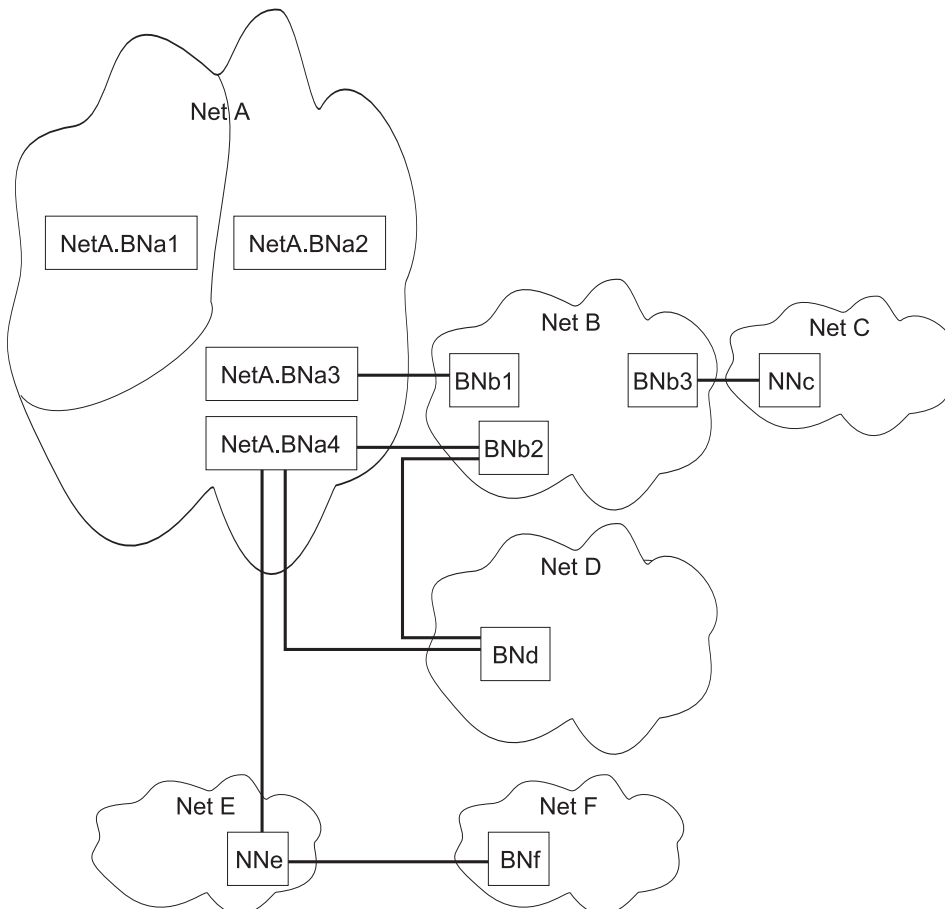 Net A
NetA.BNa1
NetA.BNa2
Net B
Net C
NetA.BNa3
BNb1
BNb3
NNc
NetA.BNa4
BNb2
Net D
BNd
Net E
Net F
NNe
BNf